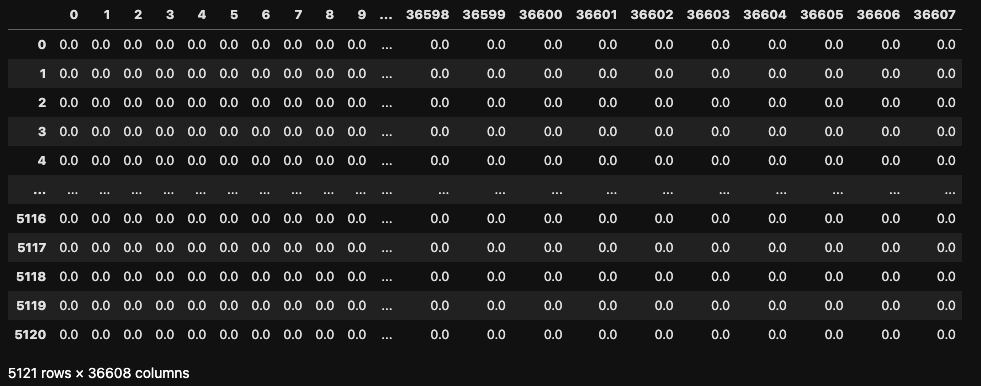 0 1 2 3 4 5 6 7 8 9 ... 36598 36599 36600 36601 36602 36603 36604 36605 36606 36607
0 0.0 0.0 0.0 0.0 0.0 0.0 0.0 0.0 0.0 0.0 ... 0.0 0.0 0.0 0.0 0.0 0.0 0.0 0.0 0.0 0.0
1 0.0 0.0 0.0 0.0 0.0 0.0 0.0 0.0 0.0 0.0 ... 0.0 0.0 0.0 0.0 0.0 0.0 0.0 0.0 0.0 0.0
2 0.0 0.0 0.0 0.0 0.0 0.0 0.0 0.0 0.0 0.0 ... 0.0 0.0 0.0 0.0 0.0 0.0 0.0 0.0 0.0 0.0
3 0.0 0.0 0.0 0.0 0.0 0.0 0.0 0.0 0.0 0.0 ... 0.0 0.0 0.0 0.0 0.0 0.0 0.0 0.0 0.0 0.0
4 0.0 0.0 0.0 0.0 0.0 0.0 0.0 0.0 0.0 0.0 ... 0.0 0.0 0.0 0.0 0.0 0.0 0.0 0.0 0.0 0.0
... ... ... ... ... ... ... ... ... ... ... ... ... ... ... ... ... ... ... ... ... ...
5116 0.0 0.0 0.0 0.0 0.0 0.0 0.0 0.0 0.0 0.0 ... 0.0 0.0 0.0 0.0 0.0 0.0 0.0 0.0 0.0 0.0
5117 0.0 0.0 0.0 0.0 0.0 0.0 0.0 0.0 0.0 0.0 ... 0.0 0.0 0.0 0.0 0.0 0.0 0.0 0.0 0.0 0.0
5118 0.0 0.0 0.0 0.0 0.0 0.0 0.0 0.0 0.0 0.0 ... 0.0 0.0 0.0 0.0 0.0 0.0 0.0 0.0 0.0 0.0
5119 0.0 0.0 0.0 0.0 0.0 0.0 0.0 0.0 0.0 0.0 ... 0.0 0.0 0.0 0.0 0.0 0.0 0.0 0.0 0.0 0.0
5120 0.0 0.0 0.0 0.0 0.0 0.0 0.0 0.0 0.0 0.0 ... 0.0 0.0 0.0 0.0 0.0 0.0 0.0 0.0 0.0 0.0
5121 rows × 36608 columns